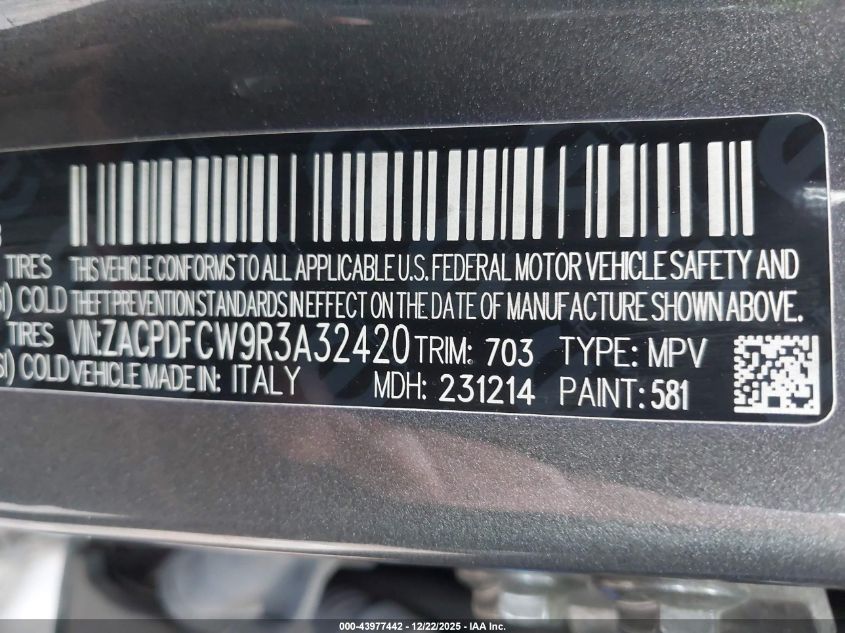 TIRES THIS VEHICLE CONFORMS TO ALL APPLICABLE U.S. FEDERAL MOTOR VEHICLE SAFETY AND
COLD THEFT PREVENTION STANDARDS IN EFFECT ON THE DATE OF MANUFACTURE SHOWN ABOVE.
TIRES VIN:ZACPDFCW9R3A32420 TRIM: 703 TYPE: MPV
COLD VEHICLE MADE IN: ITALY MDH: 231214 PAINT: 581
000-43977442 - 12/22/2025 - IAA Inc.